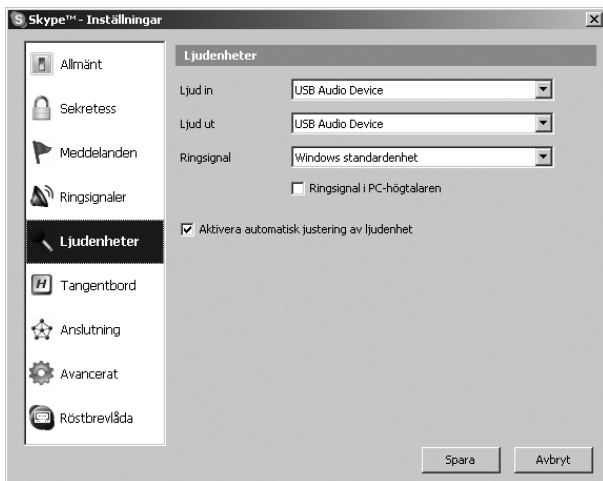 Skype™ - Inställningar
Allmänt
Sekretess
Meddelanden
Ringsignaler
Ljudenheter
Tangentbord
Anslutning
Avancerat
Röstbrevlåda
Ljudenheter
Ljud in
USB Audio Device
Ljud ut
USB Audio Device
Ringsignal
Windows standardenhet
Ringsignal i PC-högtalaren
Aktivera automatisk justering av ljudenhet
Spara
Avbryt